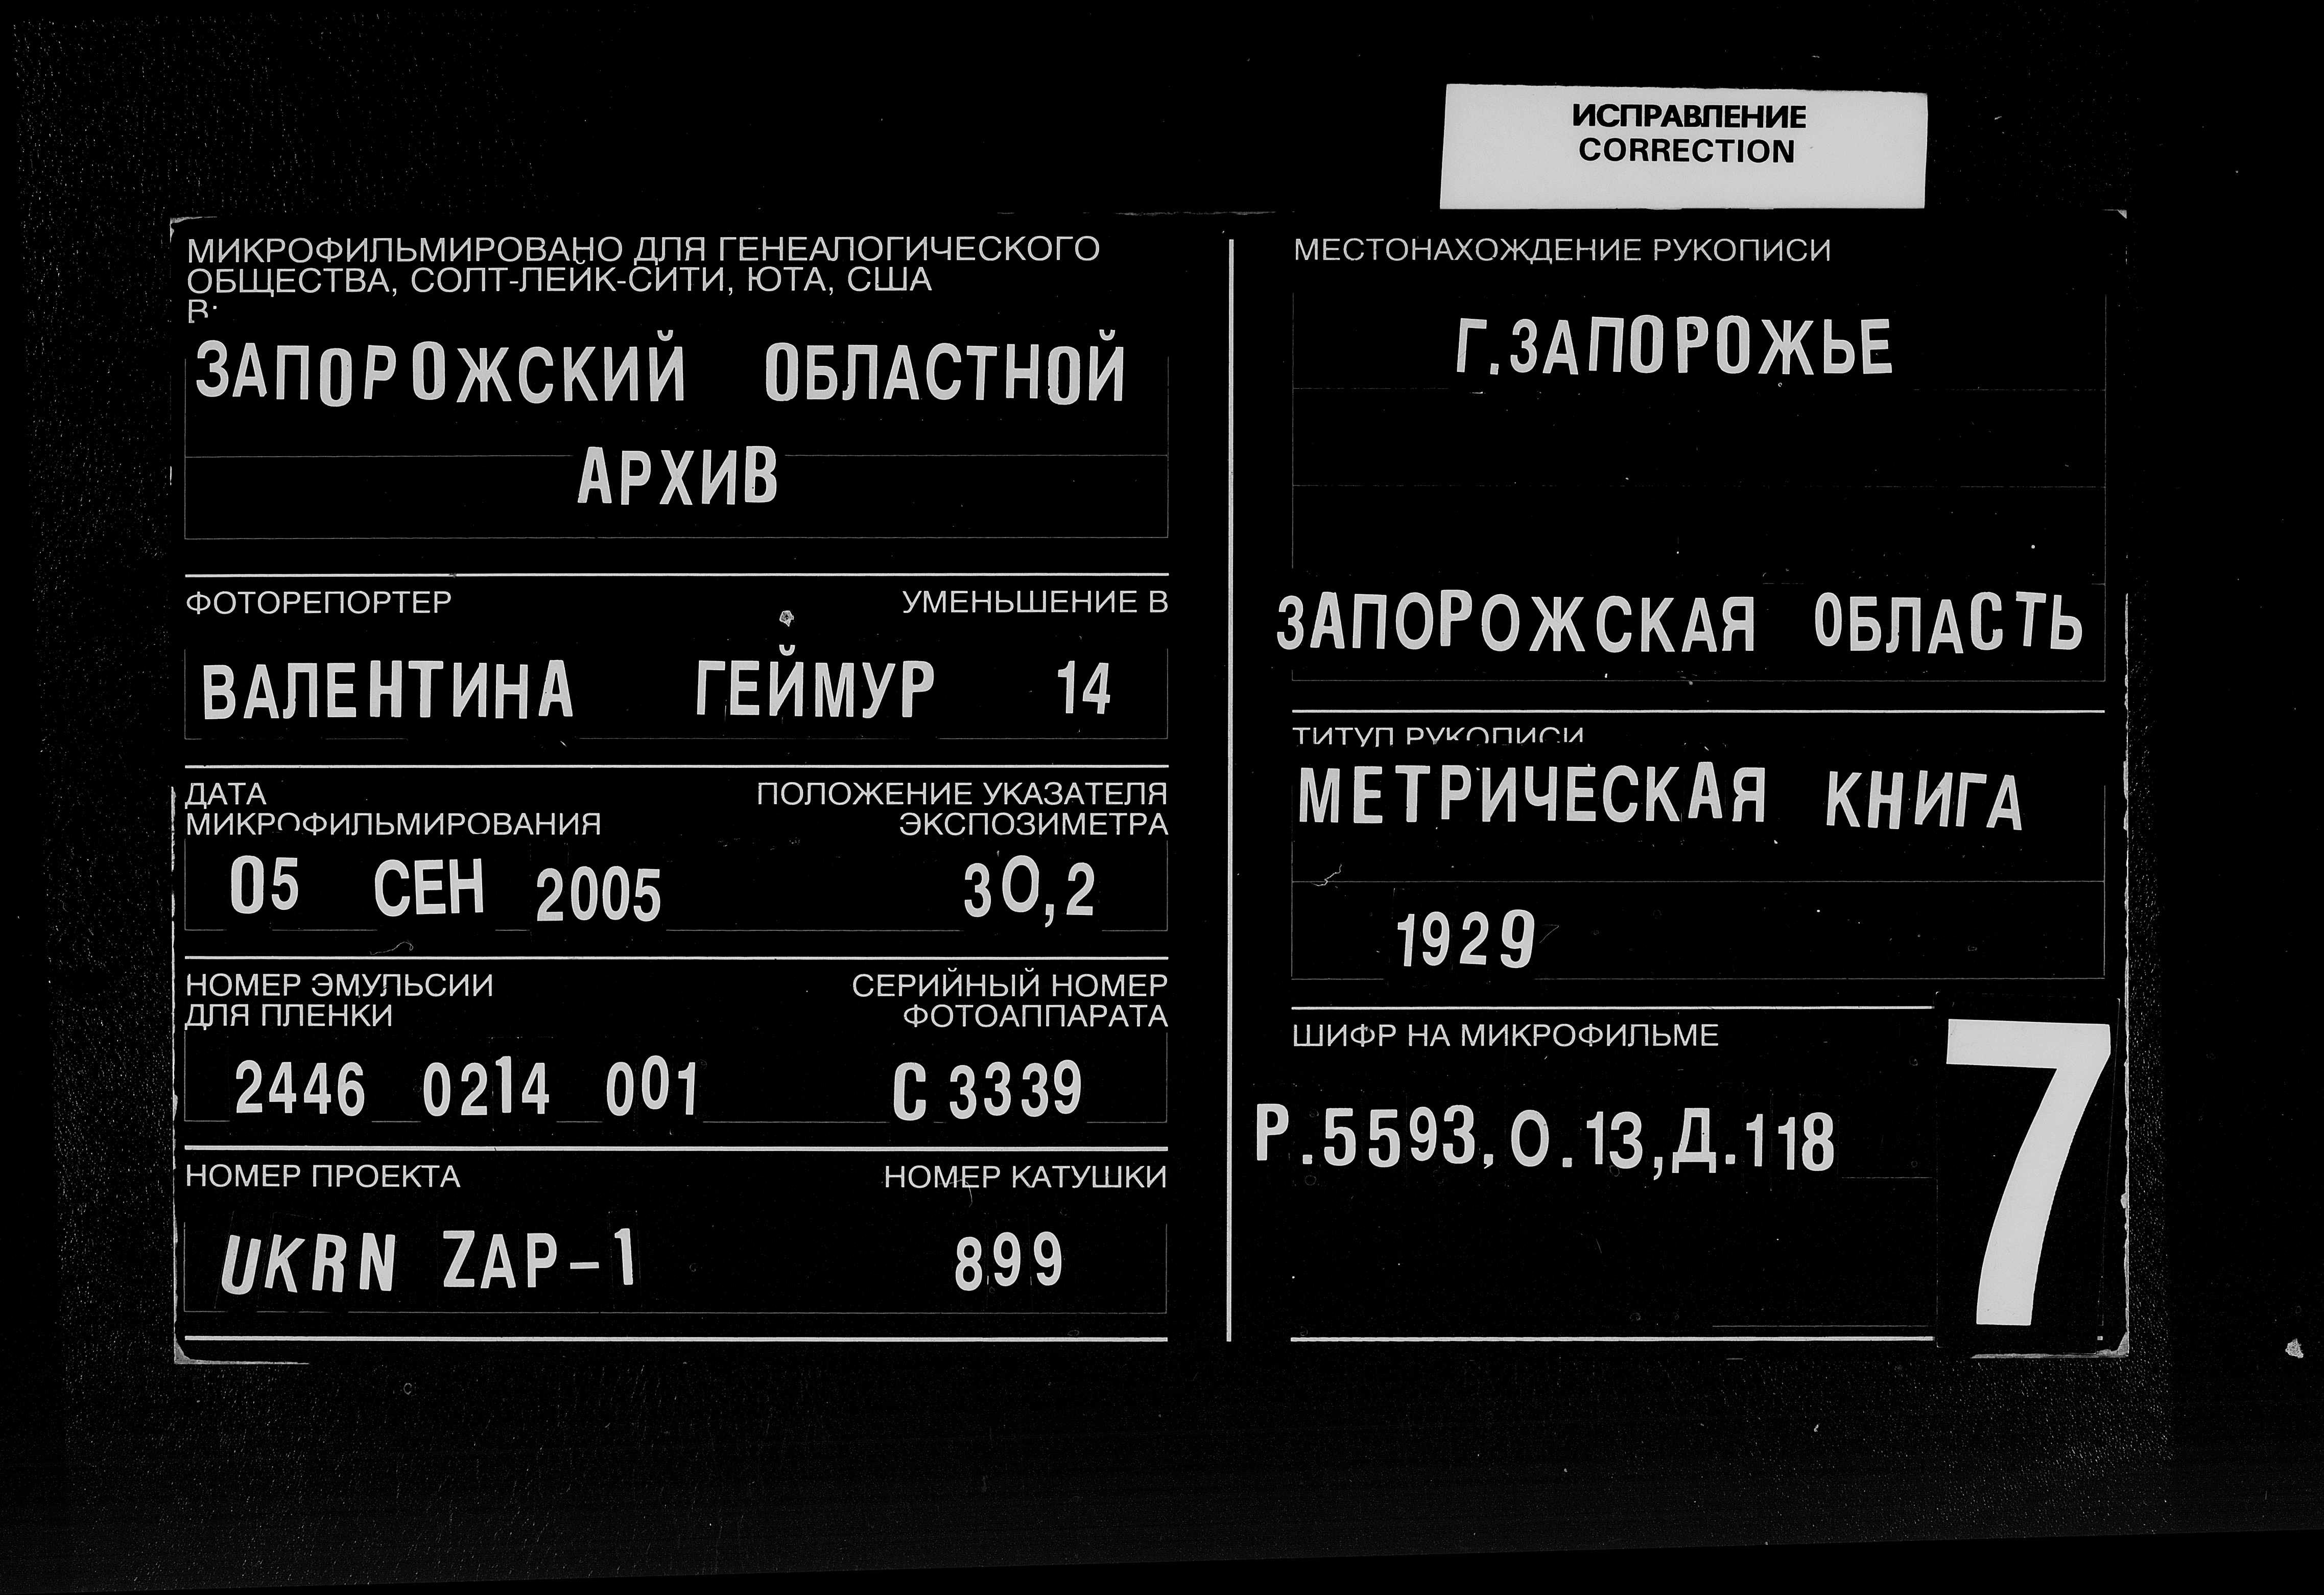 ИСПРАВЛЕНИЕ
CORRECTION
МИКРОФИЛЬМИРОВАНО ДЛЯ ГЕНЕАЛОГИЧЕСКОГО
ОБЩЕСТВА, СОЛТ-ЛЕЙК-СИТИ, ЮТА, США
В:
ЗАПОРОЖСКИЙ ОБЛАСТНОЙ
АРХИВ
ФОТОРЕПОРТЕР УМЕНЬШЕНИЕ В
ВАЛЕНТИНА ГЕЙМУР 14
ДАТА ПОЛОЖЕНИЕ УКАЗАТЕЛЯ
МИКРОФИЛЬМИРОВАНИЯ ЭКСПОЗИМЕТРА
05 СЕН 2005 30,2
НОМЕР ЭМУЛЬСИИ СЕРИЙНЫЙ НОМЕР
ДЛЯ ПЛЕНКИ ФОТОАППАРАТА
2446 0214 001 С 3339
НОМЕР ПРОЕКТА НОМЕР КАТУШКИ
UKRN ZAP-1 899
МЕСТОНАХОЖДЕНИЕ РУКОПИСИ
Г.ЗАПОРОЖЬЕ
ЗАПОРОЖСКАЯ ОБЛАСТЬ
ТИТУЛ РУКОПИСИ
МЕТРИЧЕСКАЯ КНИГА
1929
ШИФР НА МИКРОФИЛЬМЕ
Р.5593,О.13,Д.118
7